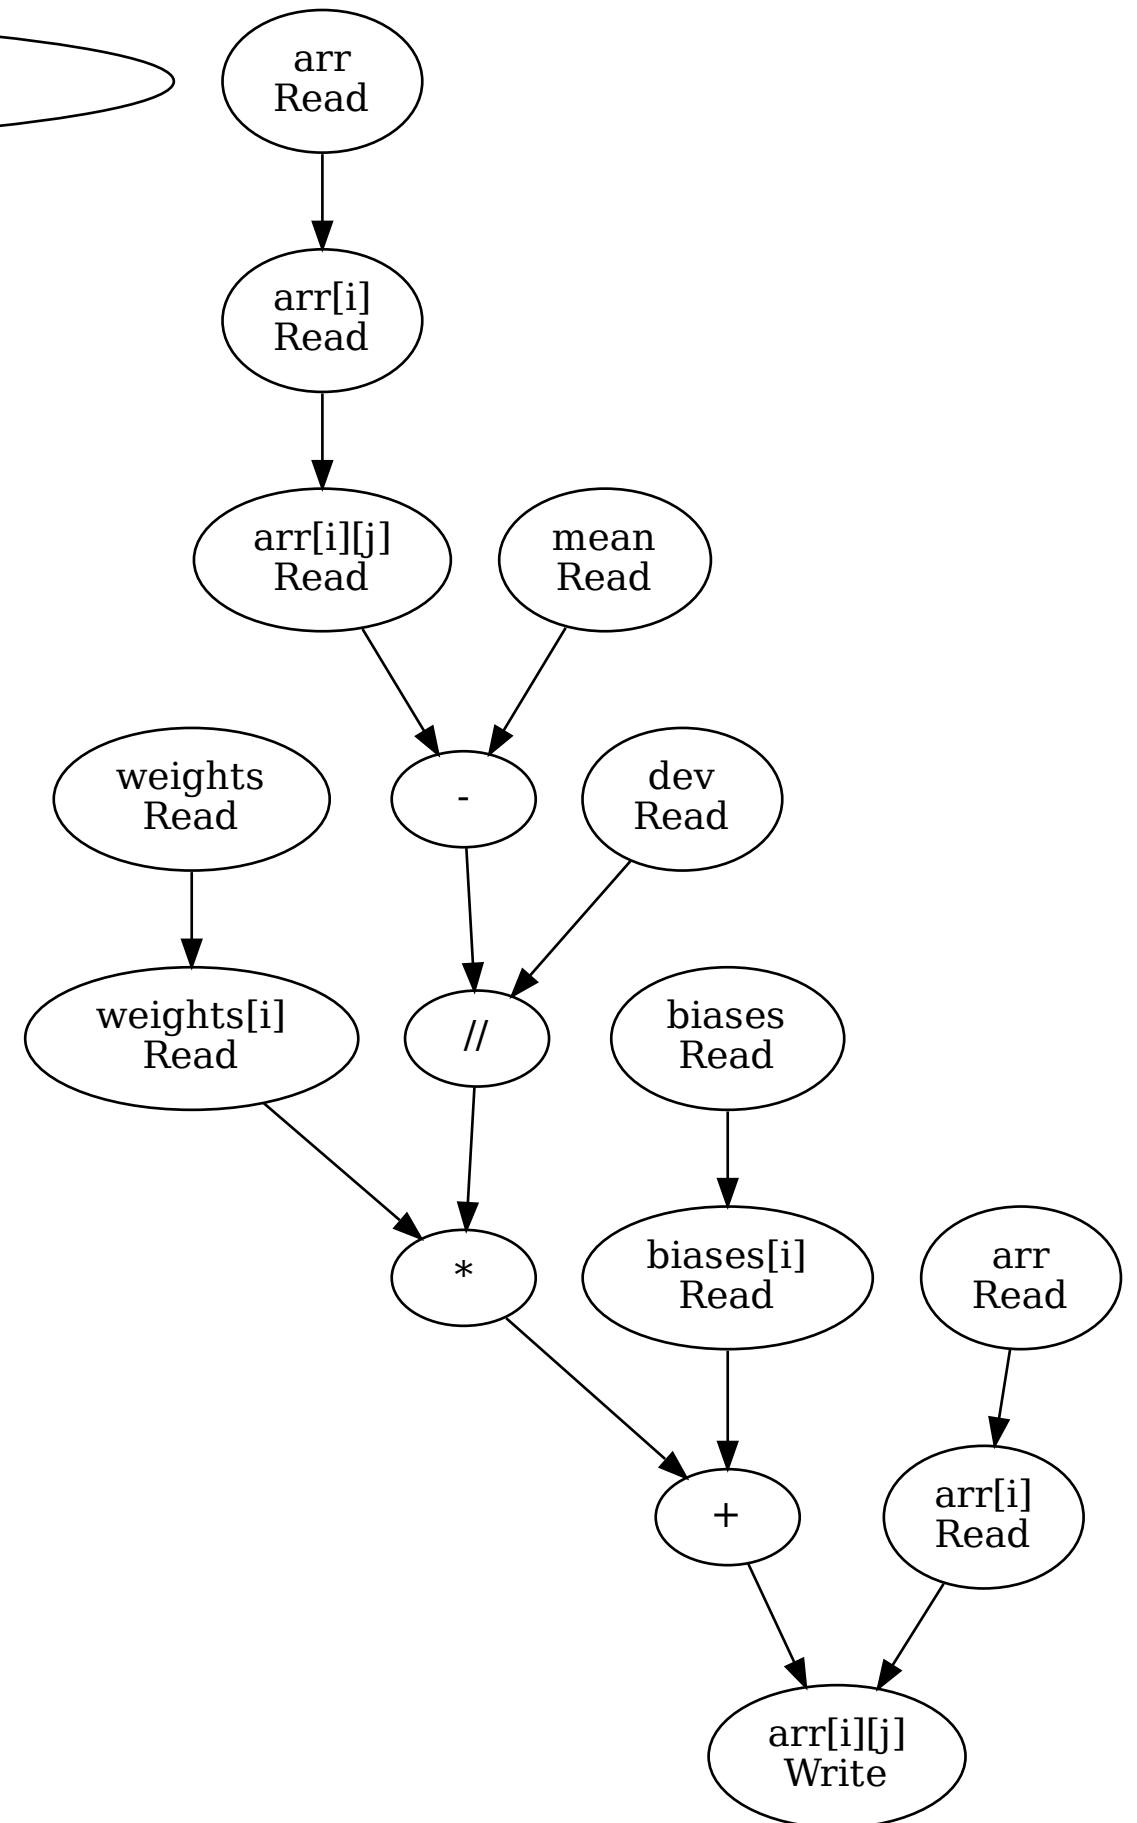 arr
Read
arr[i]
Read
arr[i][j]
Read
mean
Read
weights
Read
-
dev
Read
weights[i]
Read
//
biases
Read
*
biases[i]
Read
arr
Read
+
arr[i]
Read
arr[i][j]
Write